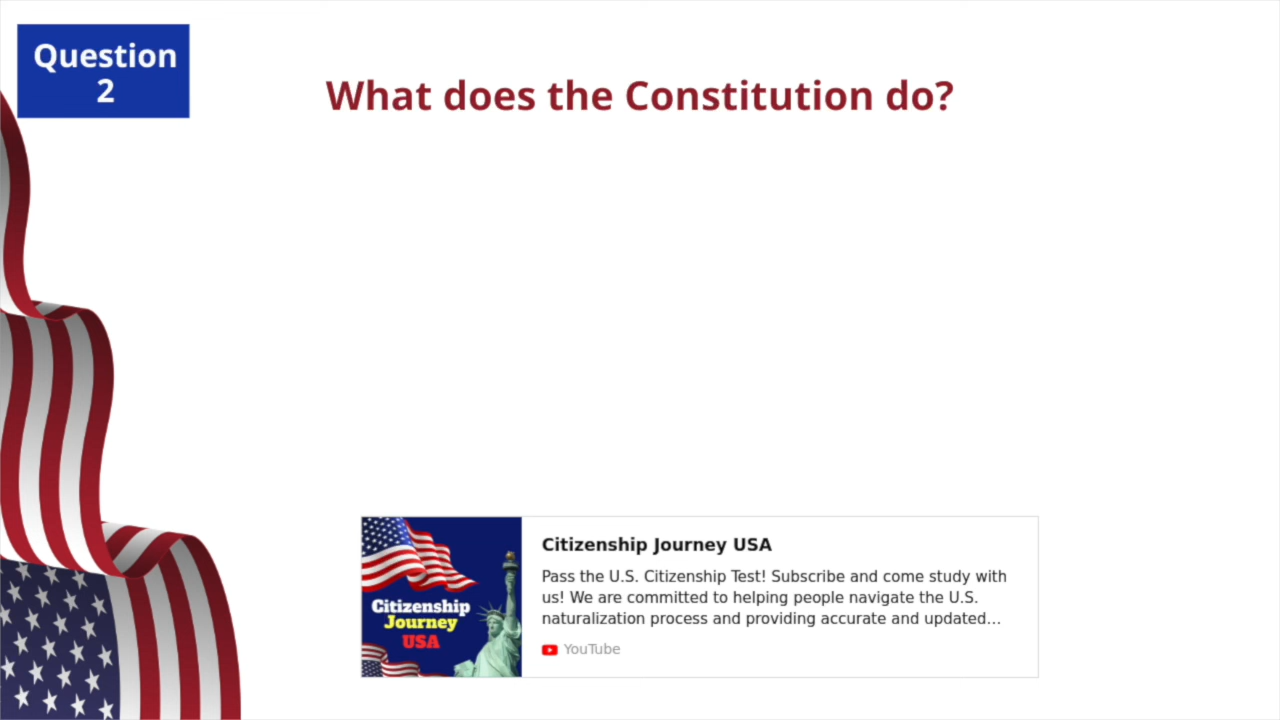 Question
2
What does the Constitution do?
Citizenship
Journey
USA
Citizenship Journey USA
Pass the U.S. Citizenship Test! Subscribe and come study with
us! We are committed to helping people navigate the U.S.
naturalization process and providing accurate and updated...
YouTube